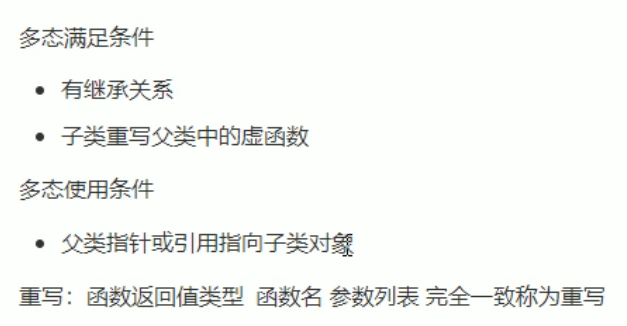 多态满足条件
• 有继承关系
• 子类重写父类中的虚函数
多态使用条件
• 父类指针或引用指向子类对象
重写：函数返回值类型 函数名 参数列表 完全一致称为重写